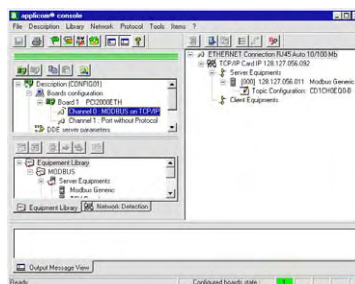 applicom® console
File Description Library Network Protocol Tools Items ?
Description (CONFIG01)
Boards configuration
Board 1 PCI2000ETH
Channel 0 : MODBUS on TCP/IP
Channel 1 : Port without Protocol
DDE server parameters
Equipement Library
MODBUS
Server Equipments
Modbus Generic
Equipment Library
Network Detection
ETHERNET Connection RJ45 Auto 10/100 Mb
TCP/IP Card IP 128.127.056.092
Server Equipments
[000] 128.127.056.011 Modbus Generic
Topic Configuration CD1CH0EQ0-B
Client Equipments
Output Message View
Ready
Configured boards state : 1